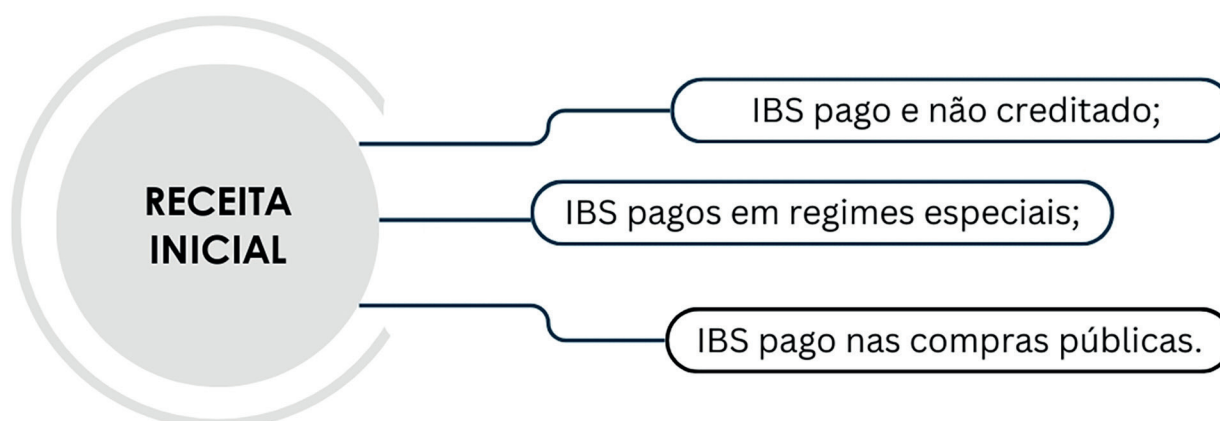 RECEITA
INICIAL
IBS pago e não creditado;
IBS pagos em regimes especiais;
IBS pago nas compras públicas.